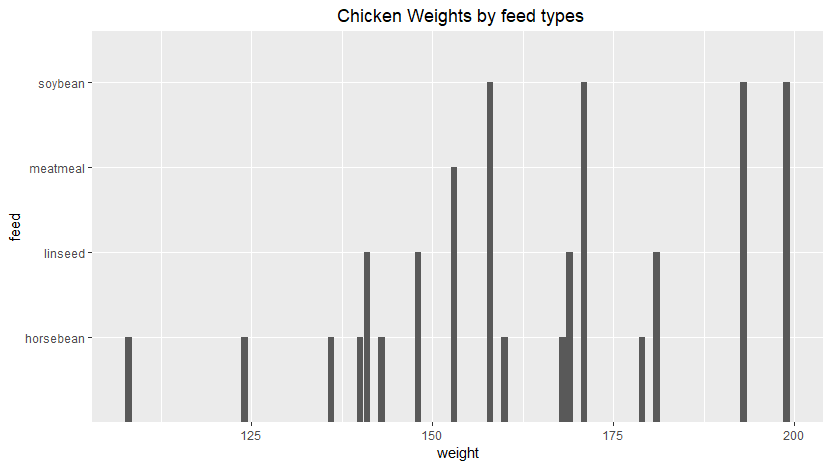 Chicken Weights by feed types
soybean
meatmeal
linseed
horsebean
feed
125
150
175
200
weight